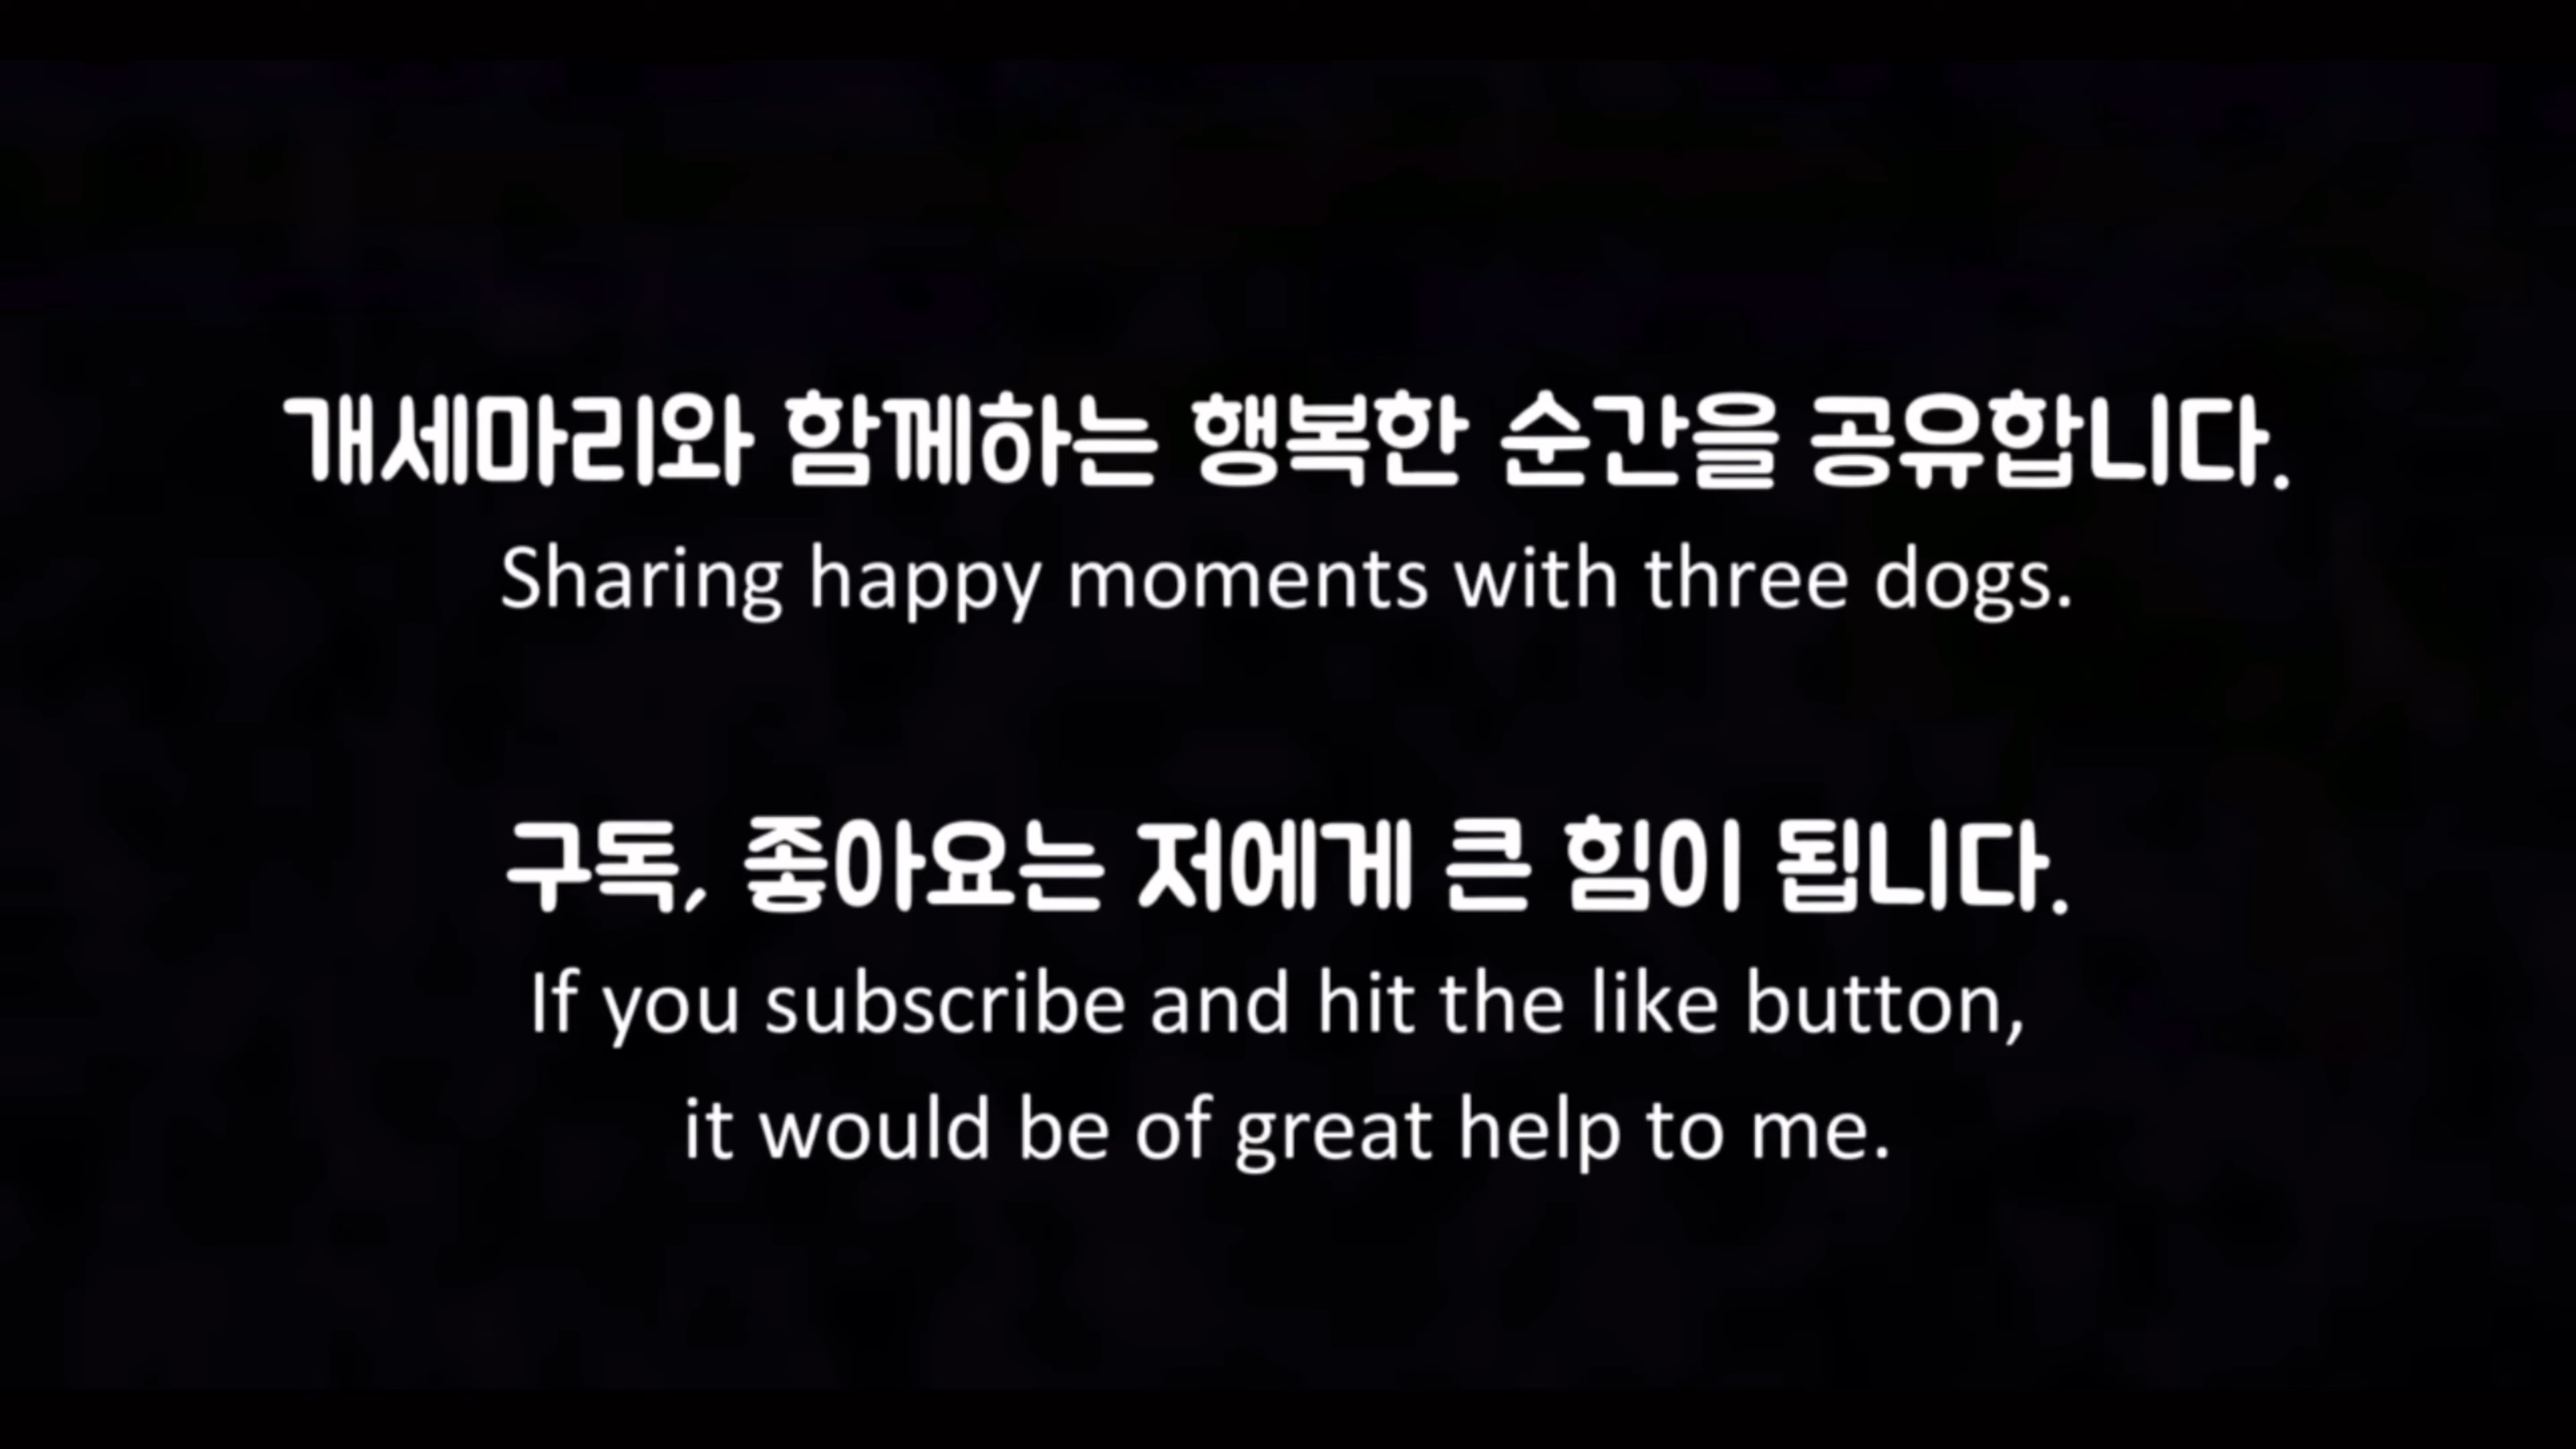 개세마리와 함께하는 행복한 순간을 공유합니다.
Sharing happy moments with three dogs.
구독, 좋아요는 저에게 큰 힘이 됩니다.
If you subscribe and hit the like button,
it would be of great help to me.